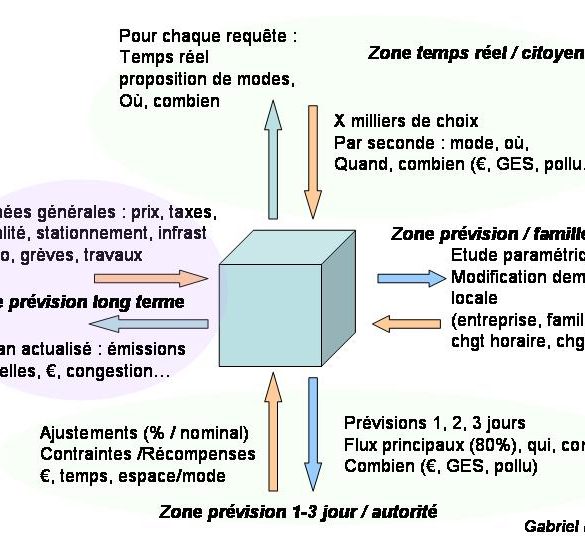 Pour chaque requête :
Temps réel
proposition de modes,
Où, combien
Zone temps réel / citoyen
X milliers de choix
Par seconde : mode, où,
Quand, combien (€, GES, pollu.
nées générales : prix, taxes,
alité, stationnement, infrast
o, grèves, travaux
e prévision long terme
an actualisé : émissions
elles, €, congestion…
Zone prévision / famille
Etude paramétric
Modification dem
locale
(entreprise, famil
chgt horaire, chg
Ajustements (% / nominal)
Contraintes /Récompenses
€, temps, espace/mode
Prévisions 1, 2, 3 jours
Flux principaux (80%), qui, con
Combien (€, GES, pollu)
Zone prévision 1-3 jour / autorité
Gabriel